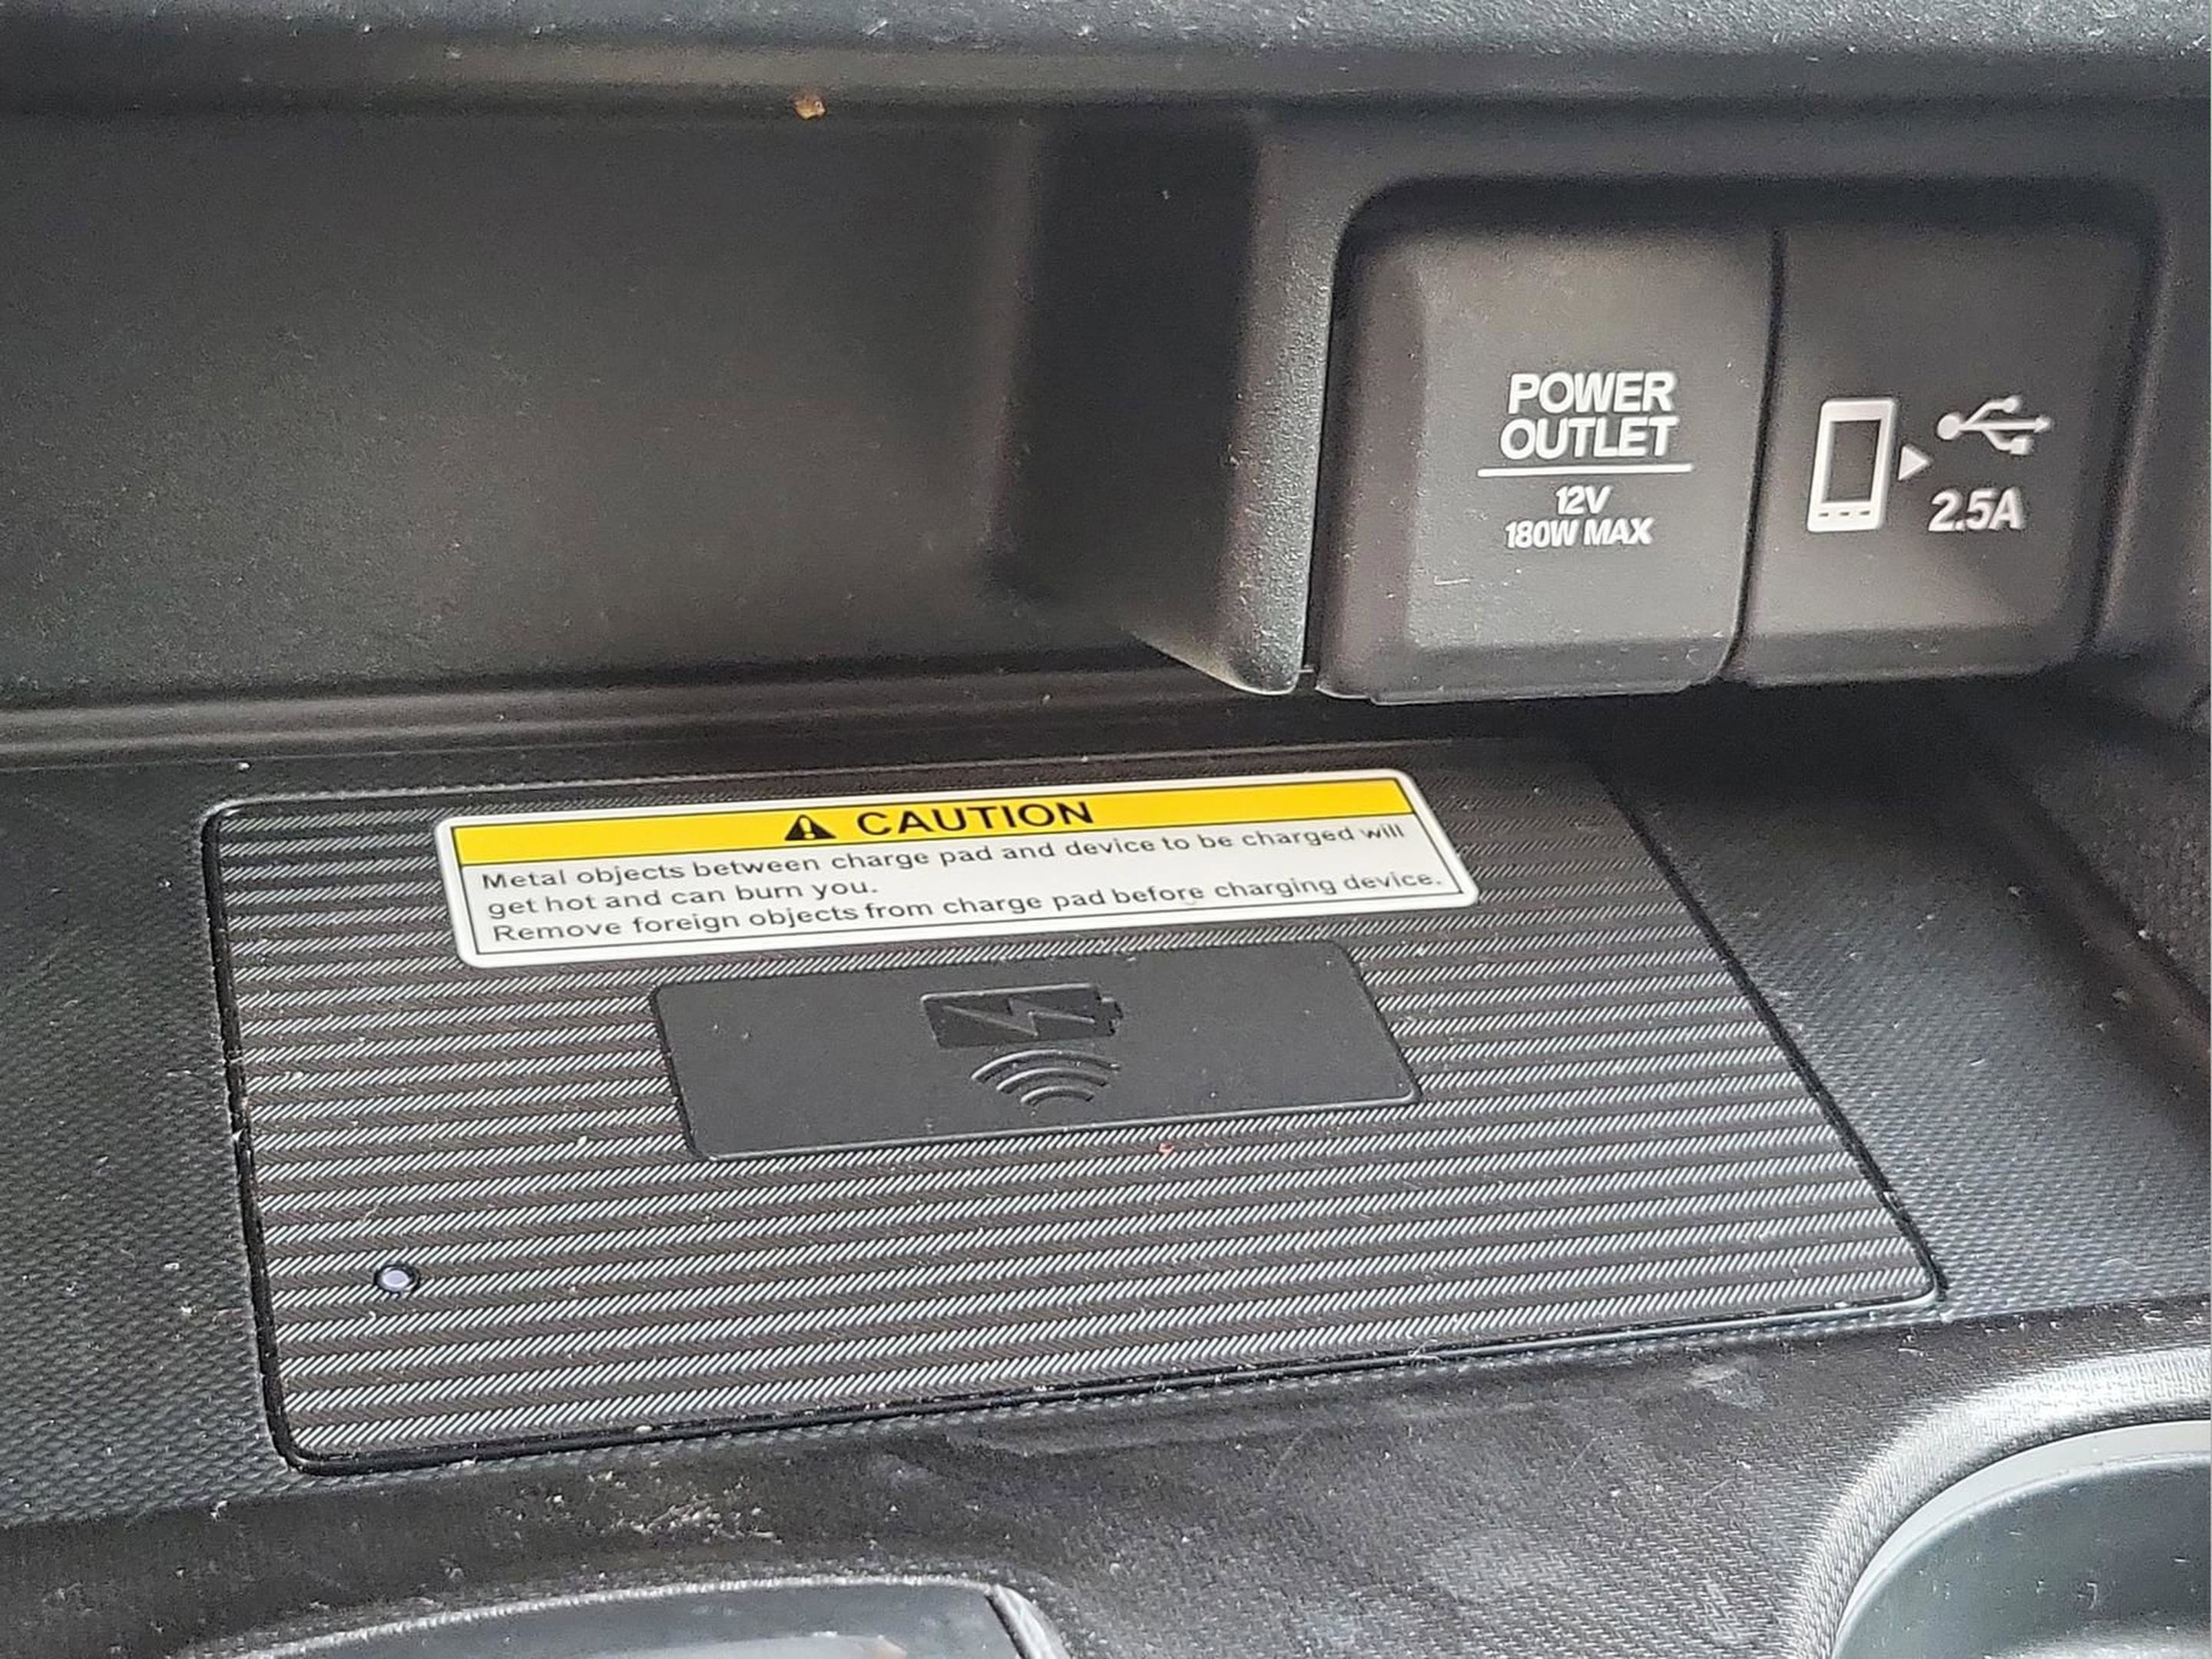 POWER
OUTLET
12V
180W MAX
2.5A
CAUTION
Metal objects between charge pad and device to be charged will
get hot and can burn you.
Remove foreign objects from charge pad before charging device.